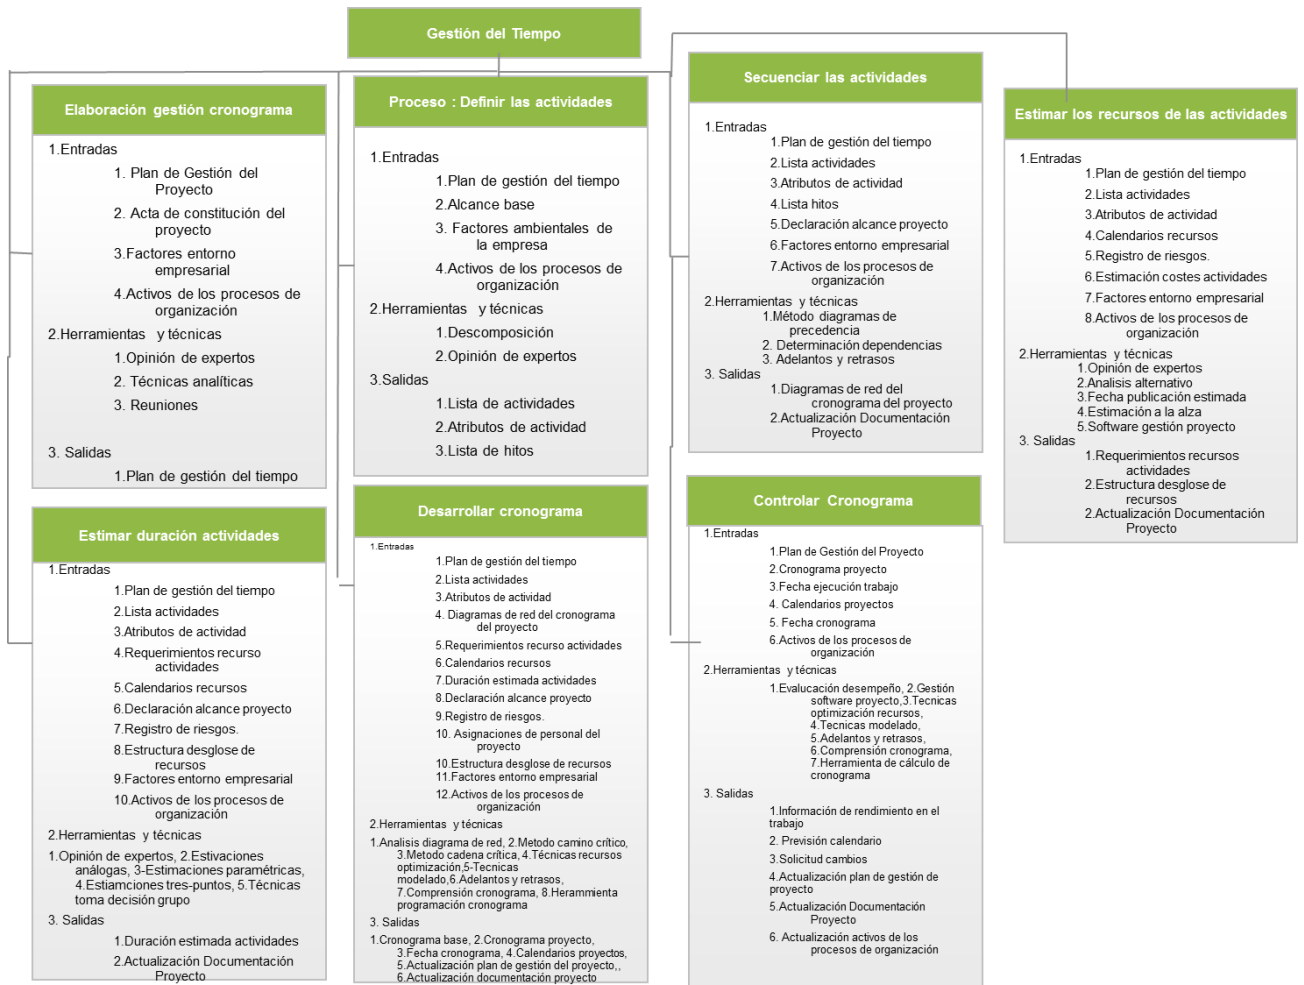 Gestión del Tiempo
Elaboración gestión cronograma
1.Entradas
1. Plan de Gestión del
Proyecto
2. Acta de constitución del
proyecto
3.Factores entorno
empresarial
4.Activos de los procesos de
organización
2.Herramientas y técnicas
1.Opinión de expertos
2. Técnicas analíticas
3. Reuniones
3. Salidas
1.Plan de gestión del tiempo
Proceso : Definir las actividades
1.Entradas
1.Plan de gestión del tiempo
2.Alcance base
3. Factores ambientales de
la empresa
4.Activos de los procesos de
organización
2.Herramientas y técnicas
1.Descomposición
2.Opinión de expertos
3.Salidas
1.Lista de actividades
2.Atributos de actividad
3.Lista de hitos
Secuenciar las actividades
1.Entradas
1.Plan de gestión del tiempo
2.Lista actividades
3.Atributos de actividad
4.Lista hitos
5.Declaración alcance proyecto
6.Factores entorno empresarial
7.Activos de los procesos de
organización
2.Herramientas y técnicas
1.Método diagramas de
precedencia
2. Determinación dependencias
3. Adelantos y retrasos
3. Salidas
1.Diagramas de red del
cronograma del proyecto
2.Actualización Documentación
Proyecto
Estimar los recursos de las actividades
1.Entradas
1.Plan de gestión del tiempo
2.Lista actividades
3.Atributos de actividad
4.Calendarios recursos
5.Registro de riesgos.
6.Estimación costes actividades
7.Factores entorno empresarial
8.Activos de los procesos de
organización
2.Herramientas y técnicas
1.Opinión de expertos
2.Analisis alternativo
3.Fecha publicación estimada
4.Estimación a la alza
5.Software gestión proyecto
3. Salidas
1.Requerimientos recursos
actividades
2.Estructura desglose de
recursos
2.Actualización Documentación
Proyecto
Estimar duración actividades
1.Entradas
1.Plan de gestión del tiempo
2.Lista actividades
3.Atributos de actividad
4.Requerimientos recurso
actividades
5.Calendarios recursos
6.Declaración alcance proyecto
7.Registro de riesgos.
8.Estructura desglose de
recursos
9.Factores entorno empresarial
10.Activos de los procesos de
organización
2.Herramientas y técnicas
1.Opinión de expertos, 2.Estivaciones
análogas, 3-Estimaciones paramétricas,
4.Estiamciones tres-puntos, 5.Técnicas
toma decisión grupo
3. Salidas
1.Duración estimada actividades
2.Actualización Documentación
Proyecto
Desarrollar cronograma
1.Entradas
1.Plan de gestión del tiempo
2.Lista actividades
3.Atributos de actividad
4. Diagramas de red del cronograma
del proyecto
5.Requerimientos recurso actividades
6.Calendarios recursos
7.Duración estimada actividades
8.Declaración alcance proyecto
9.Registro de riesgos.
10. Asignaciones de personal del
proyecto
10.Estructura desglose de recursos
11.Factores entorno empresarial
12.Activos de los procesos de
organización
2.Herramientas y técnicas
1.Analisis diagrama de red, 2.Metodo camino crítico,
3.Metodo cadena crítica, 4.Técnicas recursos
optimización,5-Tecnicas
modelado,6.Adelantos y retrasos,
7.Comprensión cronograma, 8.Herammienta
programación cronograma
3. Salidas
1.Cronograma base, 2.Cronograma proyecto,
3.Fecha cronograma, 4.Calendarios proyectos,
5.Actualización plan de gestión del proyecto,,
6.Actualización documentación proyecto
Controlar Cronograma
1.Entradas
1.Plan de Gestión del Proyecto
2.Cronograma proyecto
3.Fecha ejecución trabajo
4. Calendarios proyectos
5. Fecha cronograma
6.Activos de los procesos de
organización
2.Herramientas y técnicas
1.Evalucación desempeño, 2.Gestión
software proyecto,3.Tecnicas
optimización recursos,
4.Tecnicas modelado,
5.Adelantos y retrasos,
6.Comprensión cronograma,
7.Herramienta de cálculo de
cronograma
3. Salidas
1.Información de rendimiento en el
trabajo
2. Previsión calendario
3.Solicitud cambios
4.Actualización plan de gestión de
proyecto
5.Actualización Documentación
Proyecto
6. Actualización activos de los
procesos de organización